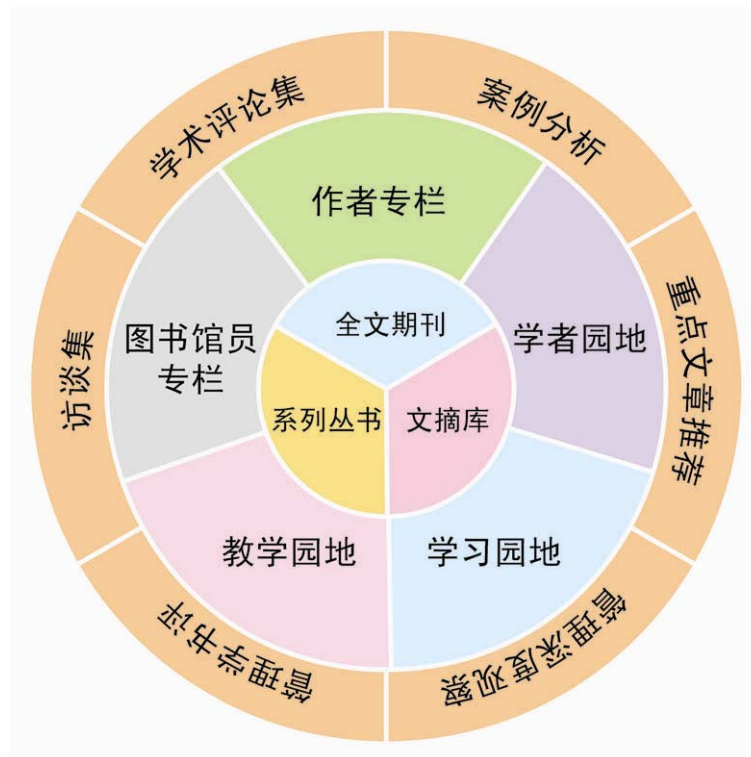 学术评论集
案例分析
重点文章推荐
管理深度观察
管理学书评
访谈集
作者专栏
学者园地
学习园地
教学园地
图书馆员
专栏
全文期刊
文摘库
系列丛书